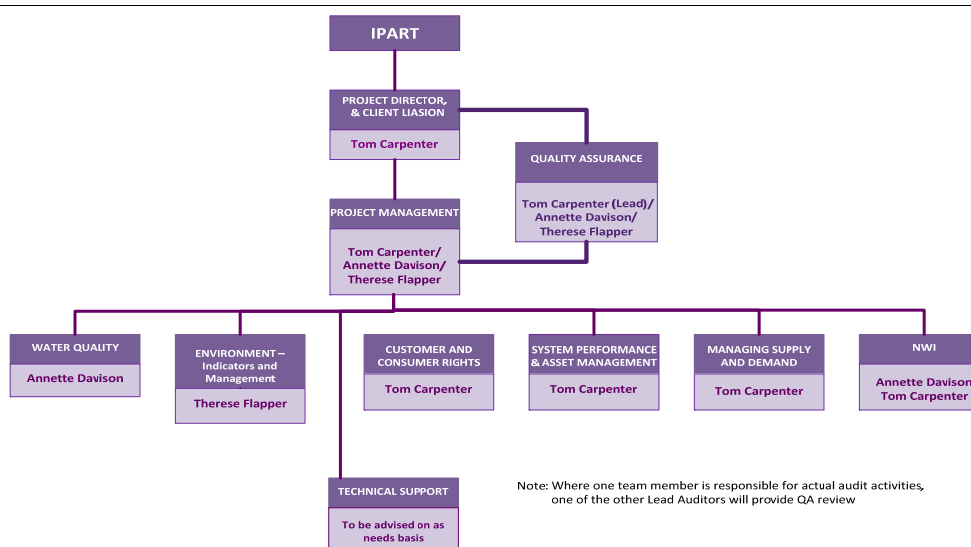 IPART
PROJECT DIRECTOR,
& CLIENT LIASION
Tom Carpenter
QUALITY ASSURANCE
Tom Carpenter (Lead)/
Annette Davison/
Therese Flapper
PROJECT MANAGEMENT
Tom Carpenter/
Annette Davison/
Therese Flapper
WATER QUALITY
Annette Davison
ENVIRONMENT –
Indicators and
Management
Therese Flapper
CUSTOMER AND
CONSUMER RIGHTS
Tom Carpenter
SYSTEM PERFORMANCE
& ASSET MANAGEMENT
Tom Carpenter
MANAGING SUPPLY
AND DEMAND
Tom Carpenter
NWI
Annette Davison
Tom Carpenter
TECHNICAL SUPPORT
To be advised on as
needs basis
Note: Where one team member is responsible for actual audit activities,
one of the other Lead Auditors will provide QA review